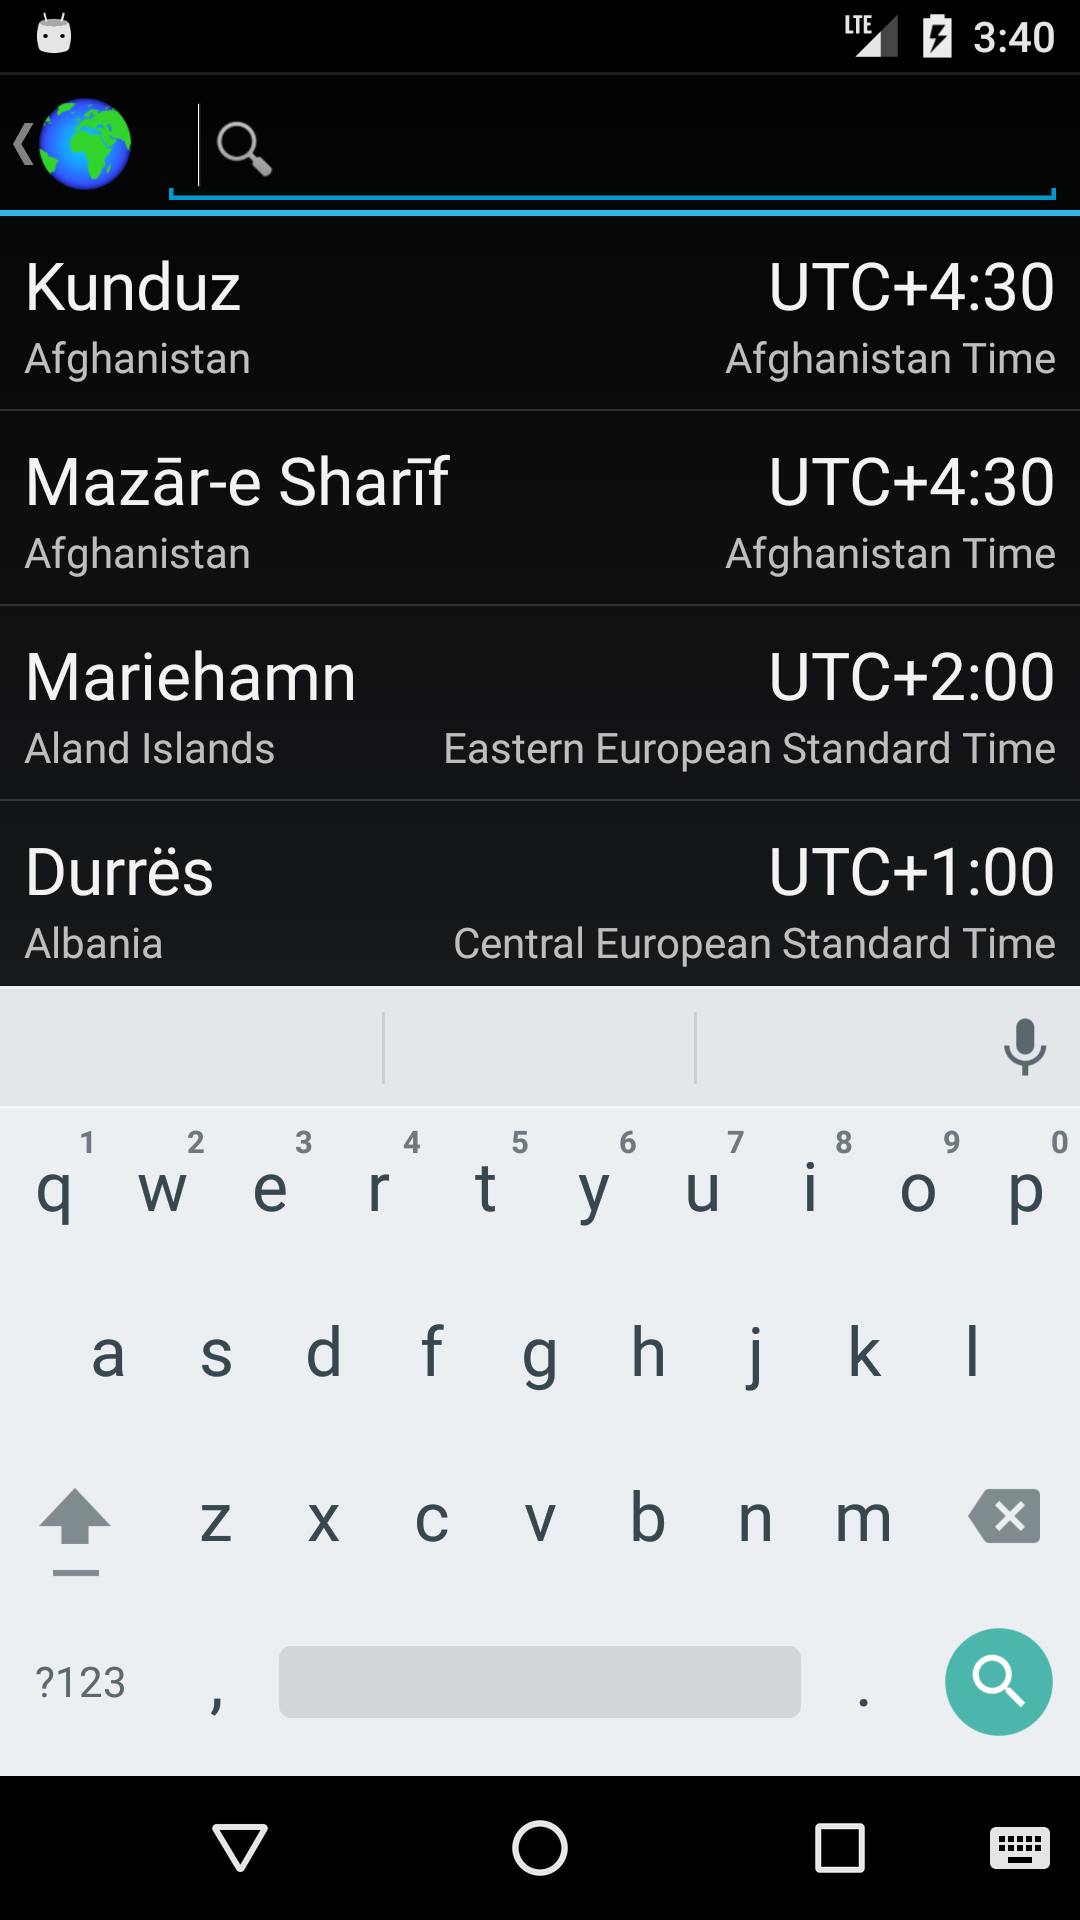 LTE 3:40
Kunduz UTC+4:30
Afghanistan Afghanistan Time
Mazār-e Sharīf UTC+4:30
Afghanistan Afghanistan Time
Mariehamn UTC+2:00
Aland Islands Eastern European Standard Time
Durrës UTC+1:00
Albania Central European Standard Time
1 2 3 4 5 6 7 8 9 0
q w e r t y u i o p
a s d f g h j k l
z x c v b n m
?123 , .